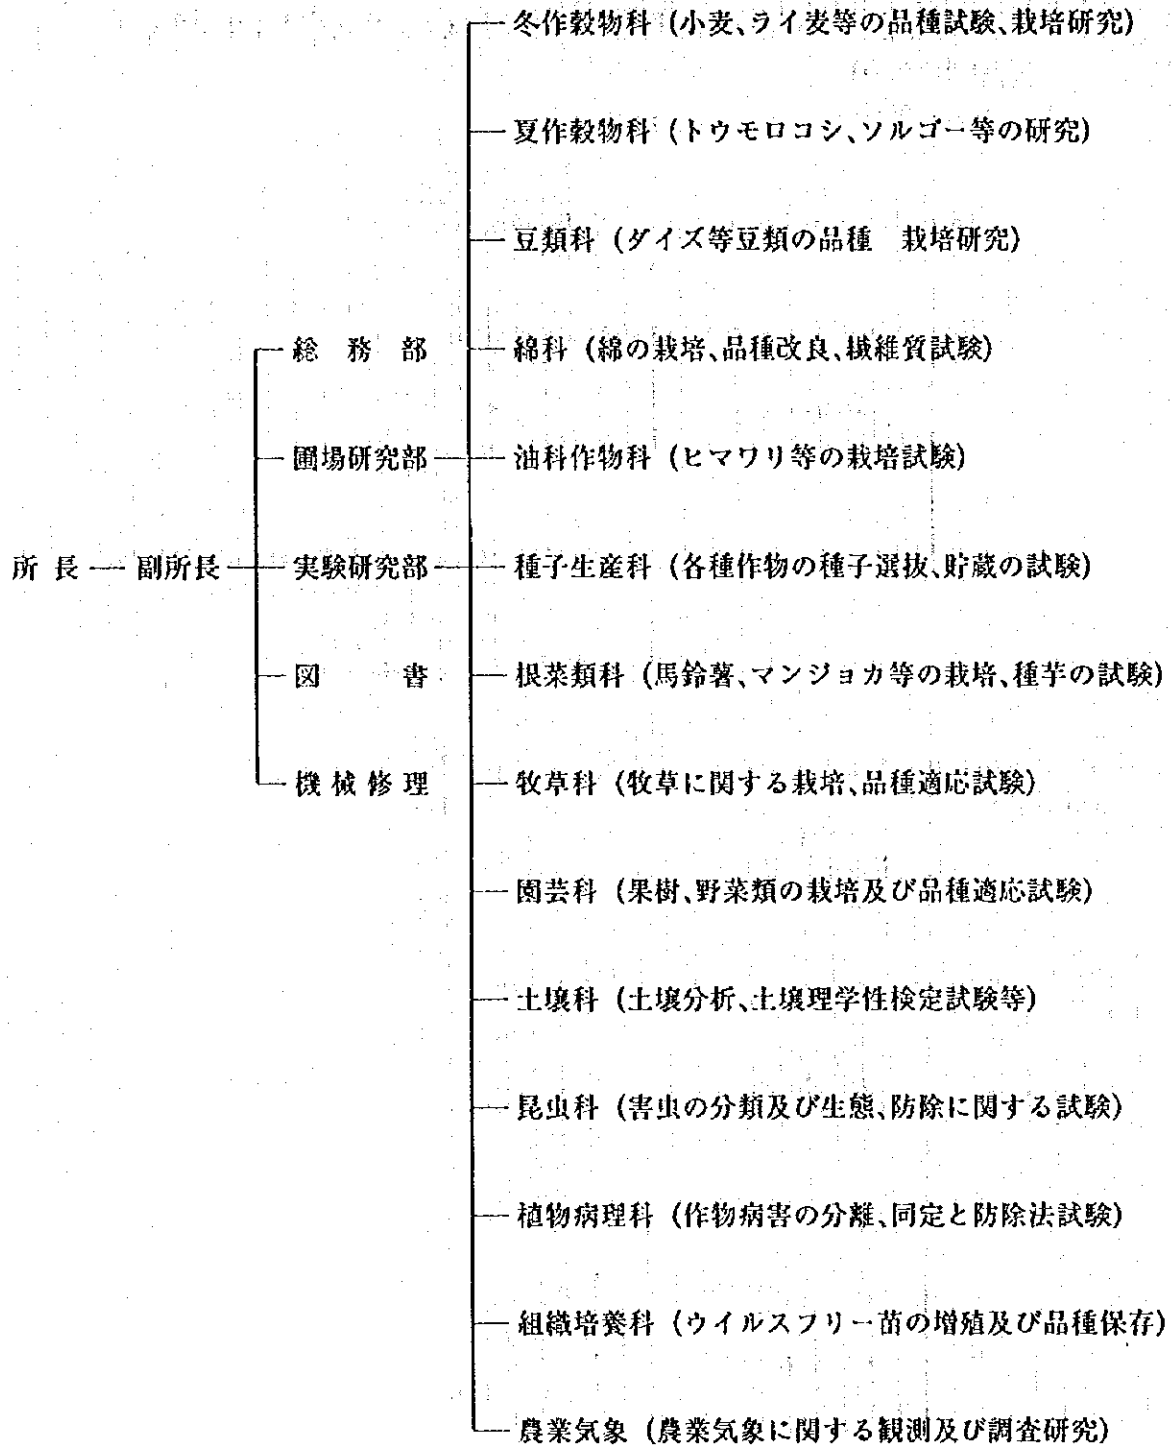 冬作穀物科 (小麦、ライ麦等の品種試験、栽培研究)
夏作穀物科 (トウモロコシ、ソルゴー等の研究)
豆類科 (ダイズ等豆類の品種　栽培研究)
総務部
綿科 (綿の栽培、品種改良、繊維質試験)
圃場研究部
油科作物科 (ヒマワリ等の栽培試験)
所長
副所長
実験研究部
種子生産科 (各種作物の種子選抜、貯蔵の試験)
図書
根菜類科 (馬鈴薯、マンジョカ等の栽培、種芋の試験)
機械修理
牧草科 (牧草に関する栽培、品種適応試験)
園芸科 (果樹、野菜類の栽培及び品種適応試験)
土壌科 (土壌分析、土壌理学性検定試験等)
昆虫科 (害虫の分類及び生態、防除に関する試験)
植物病理科 (作物病害の分離、同定と防除法試験)
組織培養科 (ウイルスフリー苗の増殖及び品種保存)
農業気象 (農業気象に関する観測及び調査研究)